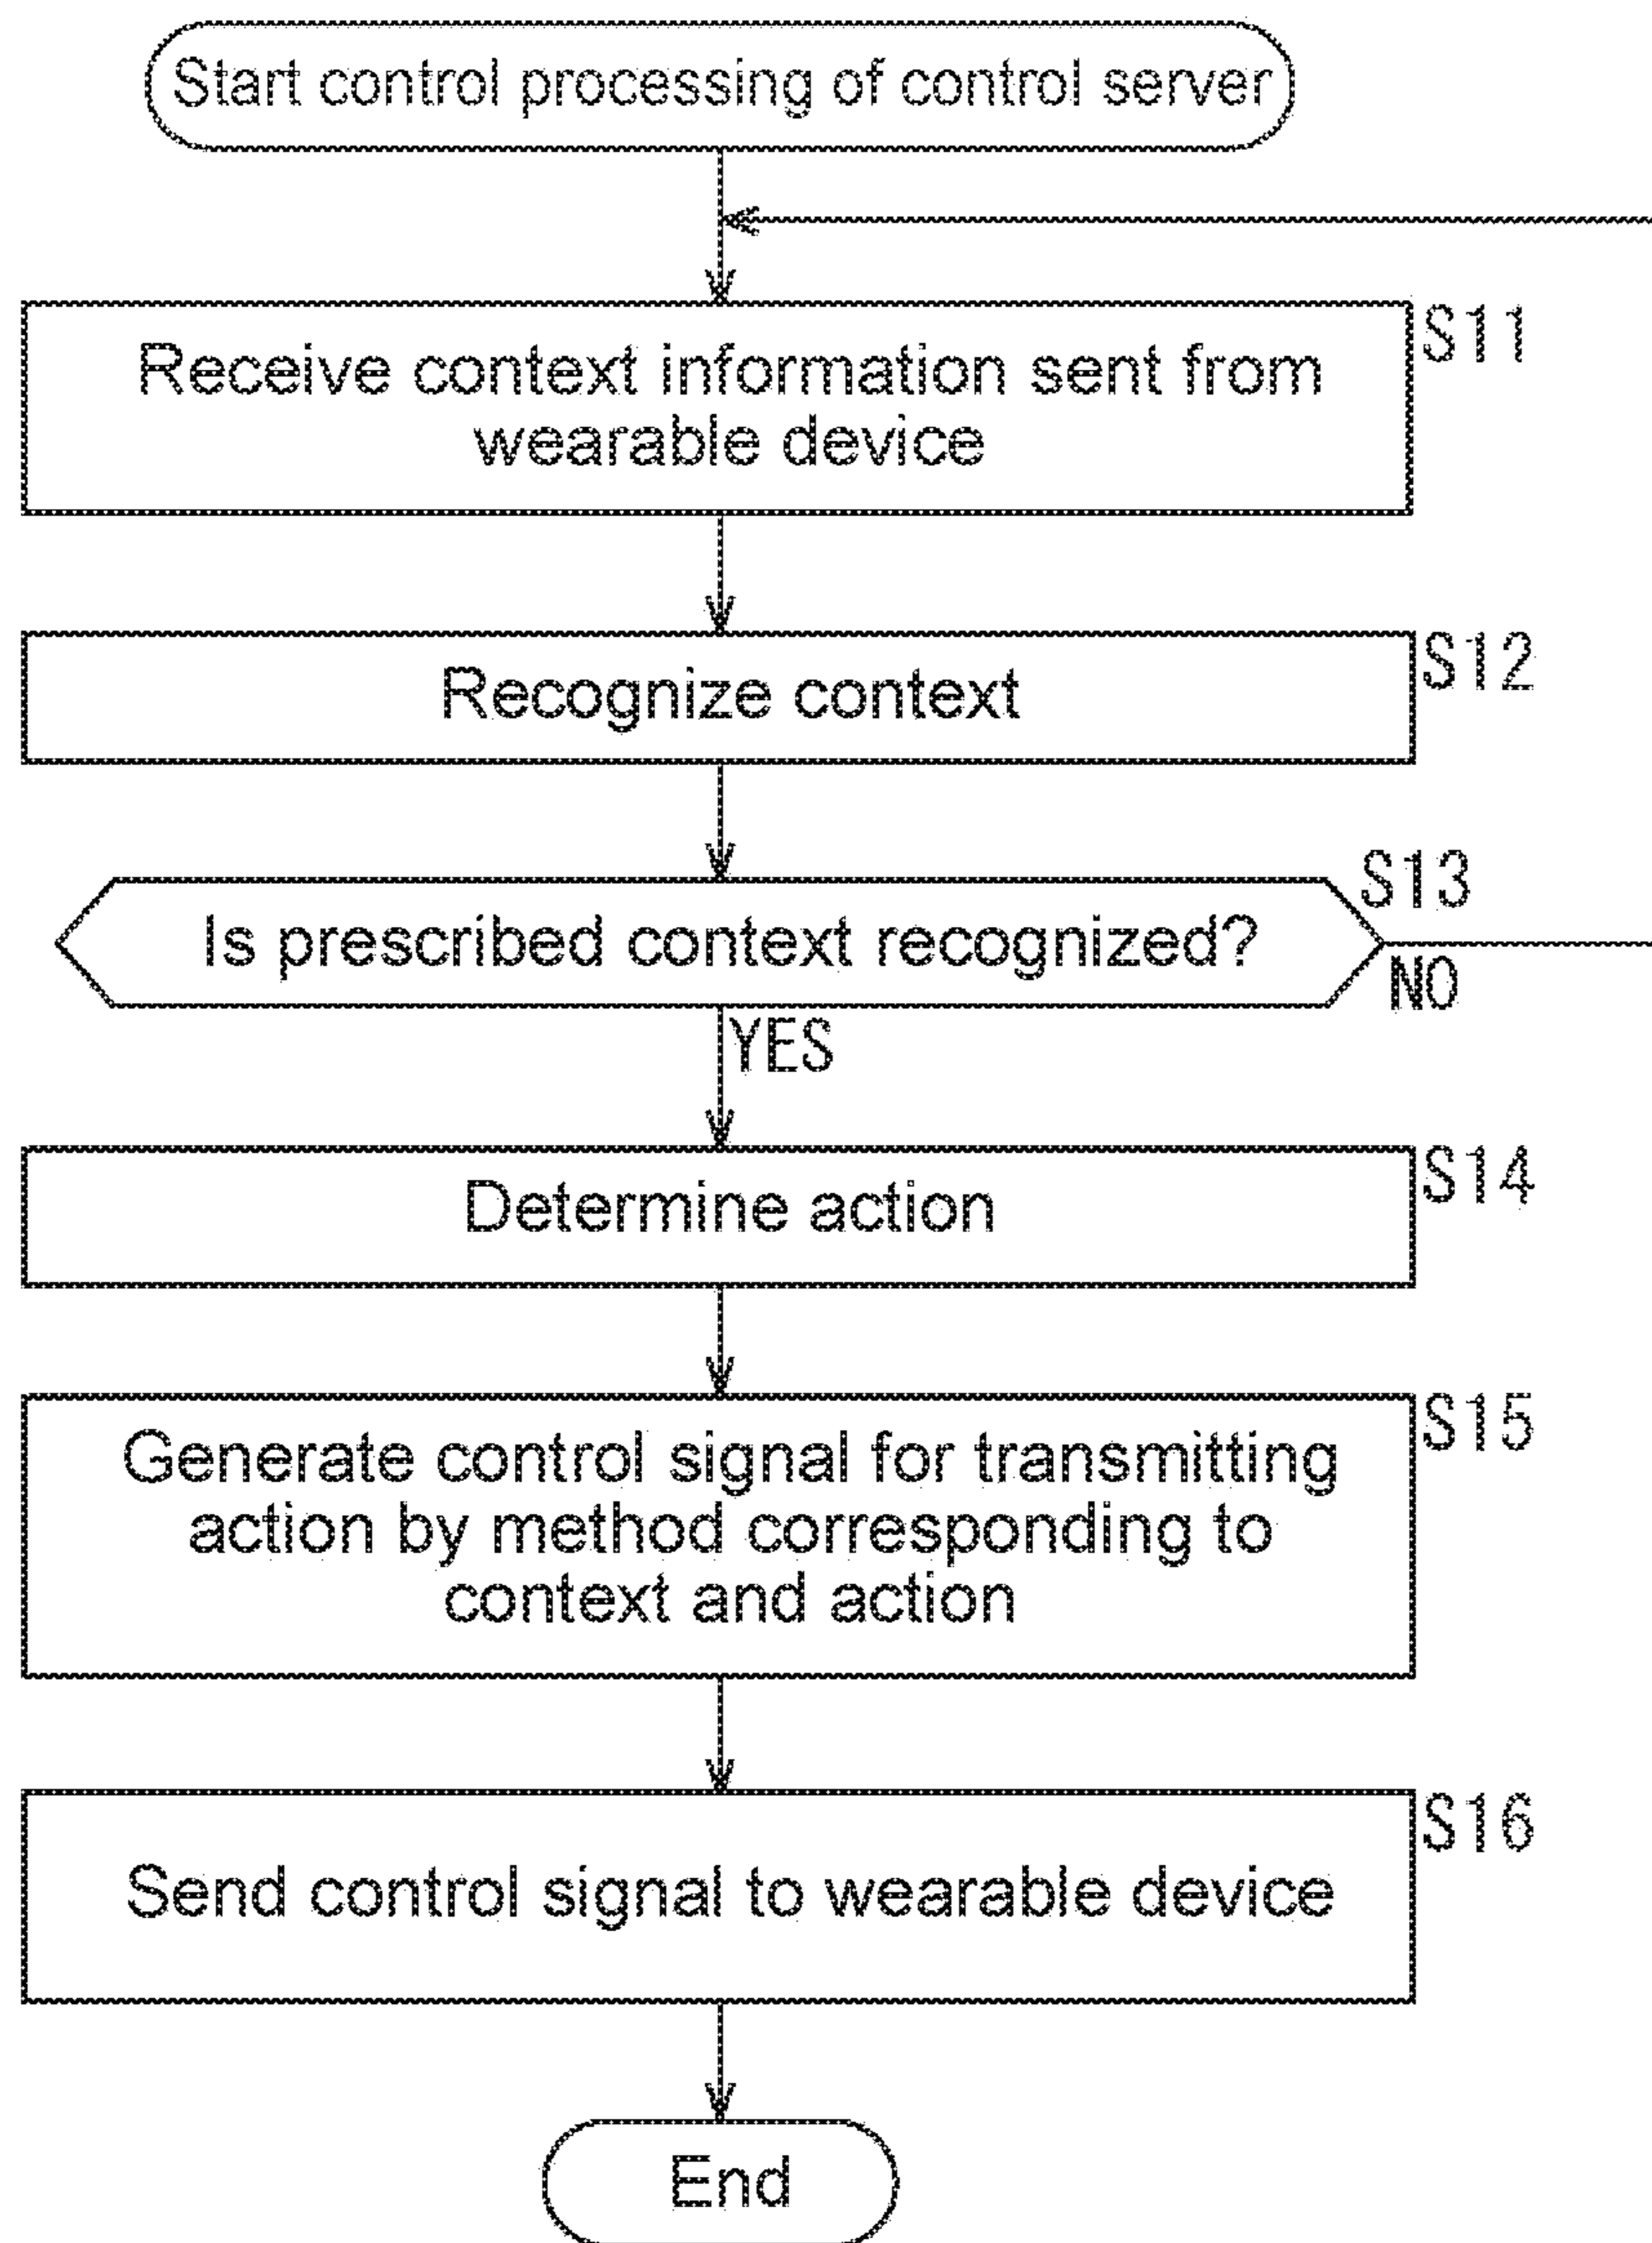 Start control processing of control server
S11
Receive context information sent from
wearable device
S12
Recognize context
S13
Is prescribed context recognized?
NO
YES
S14
Determine action
S15
Generate control signal for transmitting
action by method corresponding to
context and action
S16
Send control signal to wearable device
End